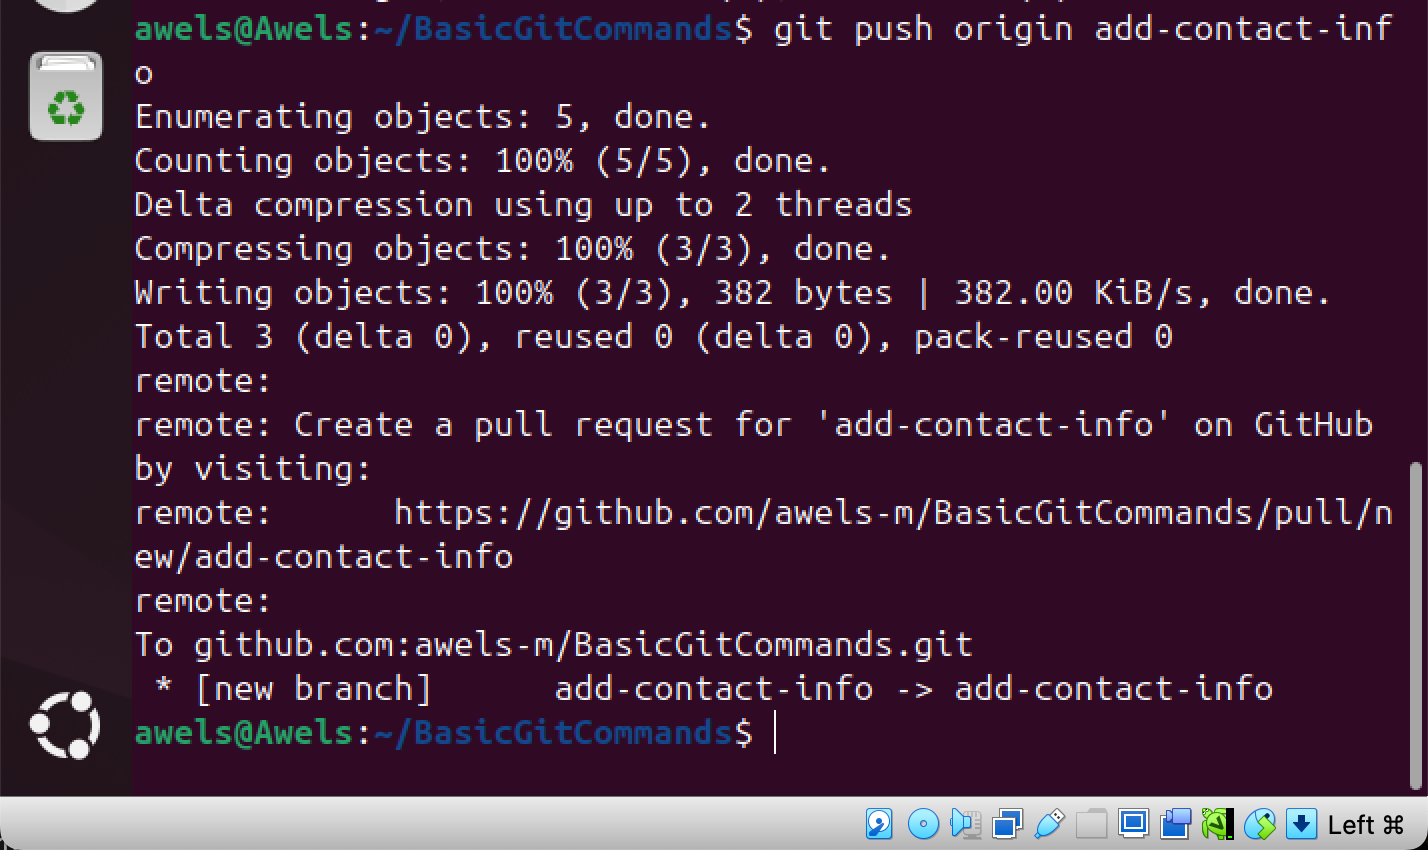 awels@Awels:~/BasicGitCommands$ git push origin add-contact-inf
o
Enumerating objects: 5, done.
Counting objects: 100% (5/5), done.
Delta compression using up to 2 threads
Compressing objects: 100% (3/3), done.
Writing objects: 100% (3/3), 382 bytes | 382.00 KiB/s, done.
Total 3 (delta 0), reused 0 (delta 0), pack-reused 0
remote:
remote: Create a pull request for 'add-contact-info' on GitHub
by visiting:
remote:      https://github.com/awels-m/BasicGitCommands/pull/n
ew/add-contact-info
remote:
To github.com:awels-m/BasicGitCommands.git
 * [new branch]      add-contact-info -> add-contact-info
awels@Awels:~/BasicGitCommands$
Left ⌘